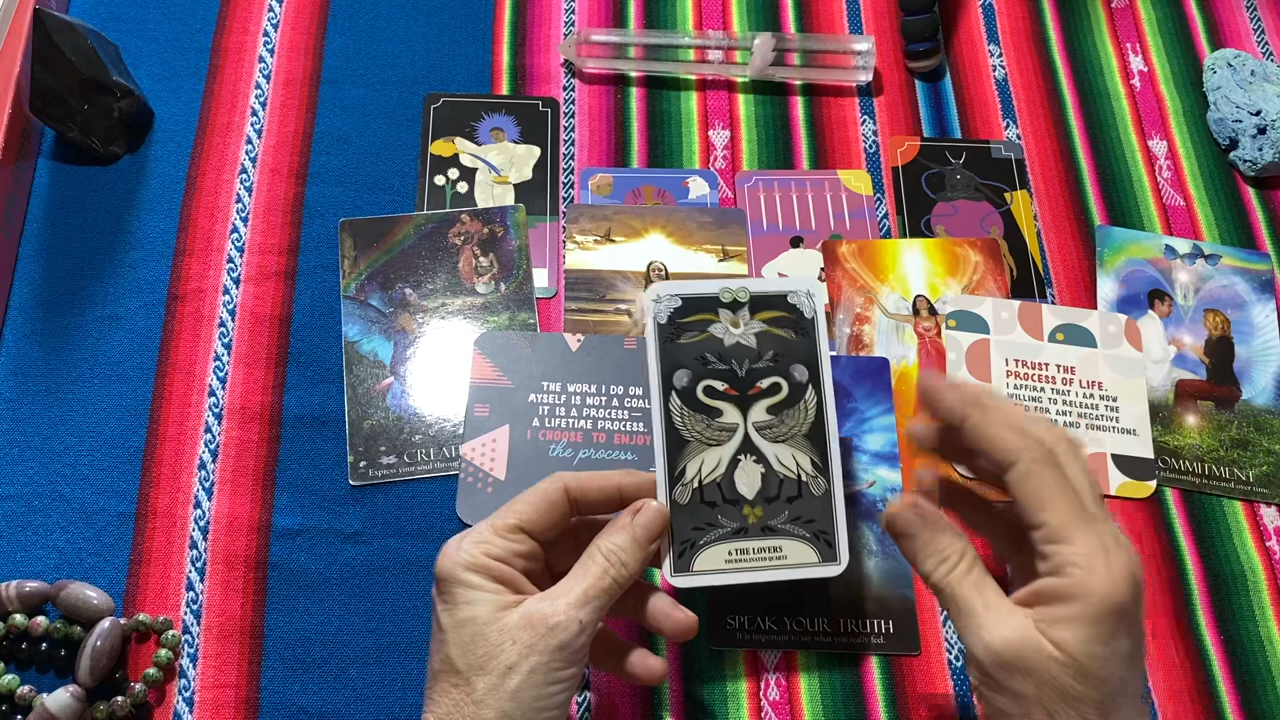 THE WORK I DO ON
MYSELF IS NOT A GOAL
IT IS A PROCESS—
A LIFETIME PROCESS.
I CHOOSE TO ENJOY
the process.
I TRUST THE
PROCESS OF LIFE.
I AFFIRM THAT I AM NOW
WILLING TO RELEASE THE
FOR ANY NEGATIVE
AND CONDITIONS.
Express your soul
COMMITMENT
relationship is created over time.
6 THE LOVERS
TOURMALINATED QUARTZ
SPEAK YOUR TRUTH
It is important to say what you really feel.